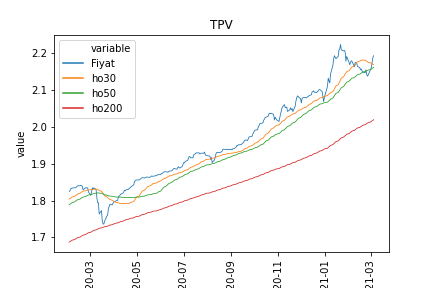 TPV
variable
Fiyat
ho30
ho50
ho200
value
2.2
2.1
2.0
1.9
1.8
1.7
20-03
20-05
20-07
20-09
20-11
21-01
21-03